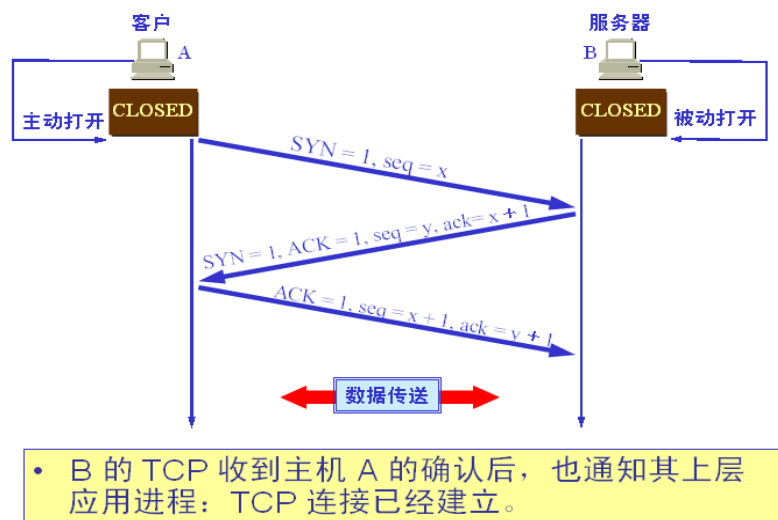 客户
服务器
A
B
CLOSED
CLOSED
主动打开
被动打开
SYN = 1, seq = x
SYN = 1, ACK = 1, seq = y, ack= x + 1
ACK = 1, seq = x + 1, ack = y + 1
数据传送
• B 的 TCP 收到主机 A 的确认后，也通知其上层
应用进程：TCP 连接已经建立。